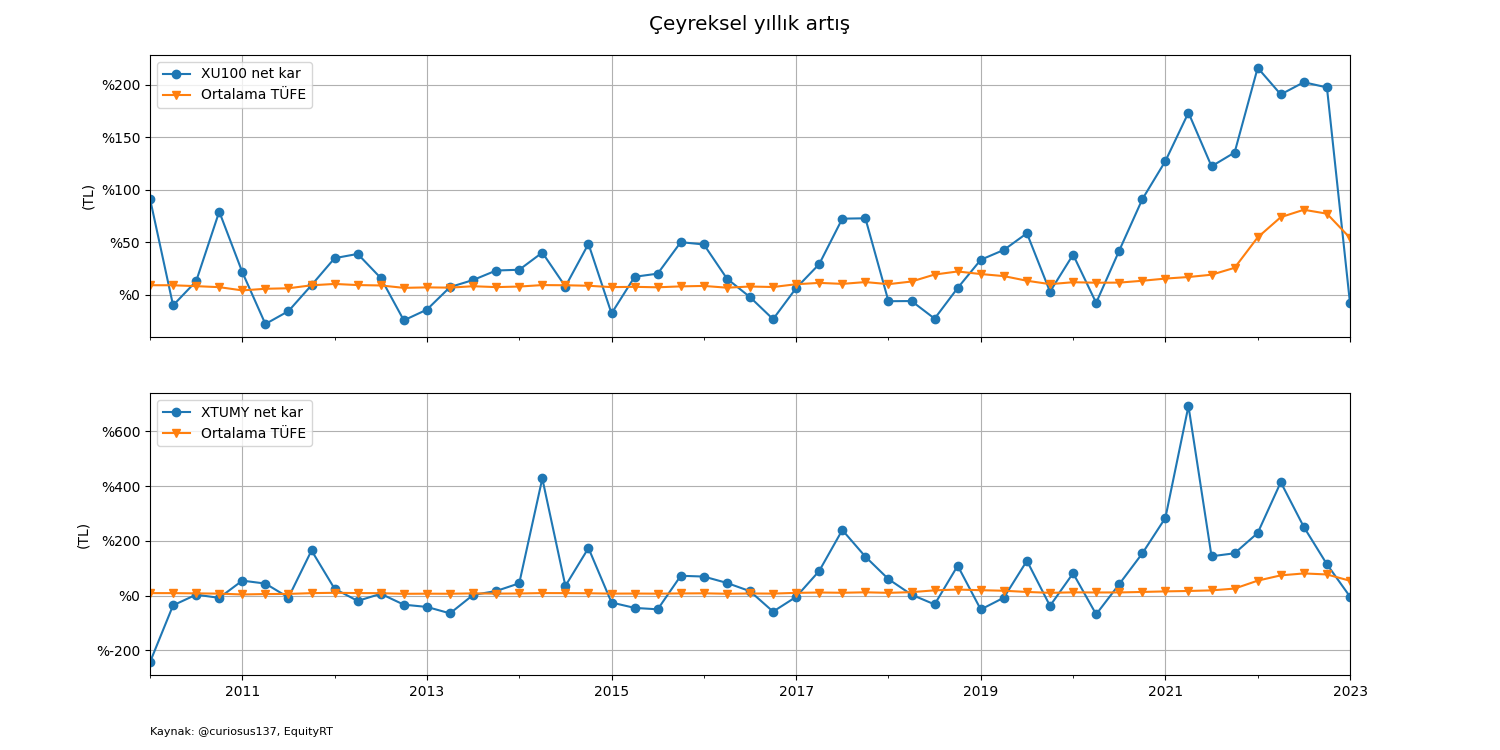 Çeyreksel yıllık artış
XU100 net kar
Ortalama TÜFE
(TL)
%200
%150
%100
%50
%0
XTUMY net kar
Ortalama TÜFE
(TL)
%600
%400
%200
%0
%-200
2011 2013 2015 2017 2019 2021 2023
Kaynak: @curiosus137, EquityRT